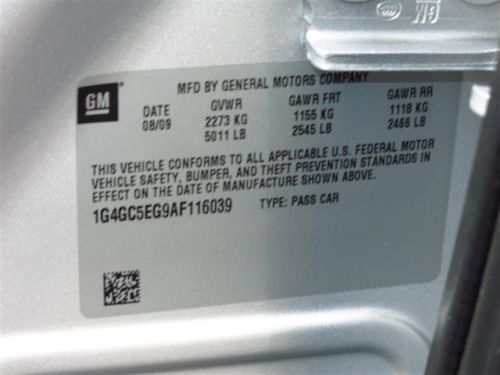 GM
MFD BY GENERAL MOTORS COMPANY
DATE GVWR GAWR FRT GAWR RR
08/09 2273 KG 1155 KG 1118 KG
5011 LB 2545 LB 2466 LB
THIS VEHICLE CONFORMS TO ALL APPLICABLE U.S. FEDERAL MOTOR
VEHICLE SAFETY, BUMPER, AND THEFT PREVENTION STANDARDS IN
EFFECT ON THE DATE OF MANUFACTURE SHOWN ABOVE.
1G4GC5EG9AF116039 TYPE: PASS CAR